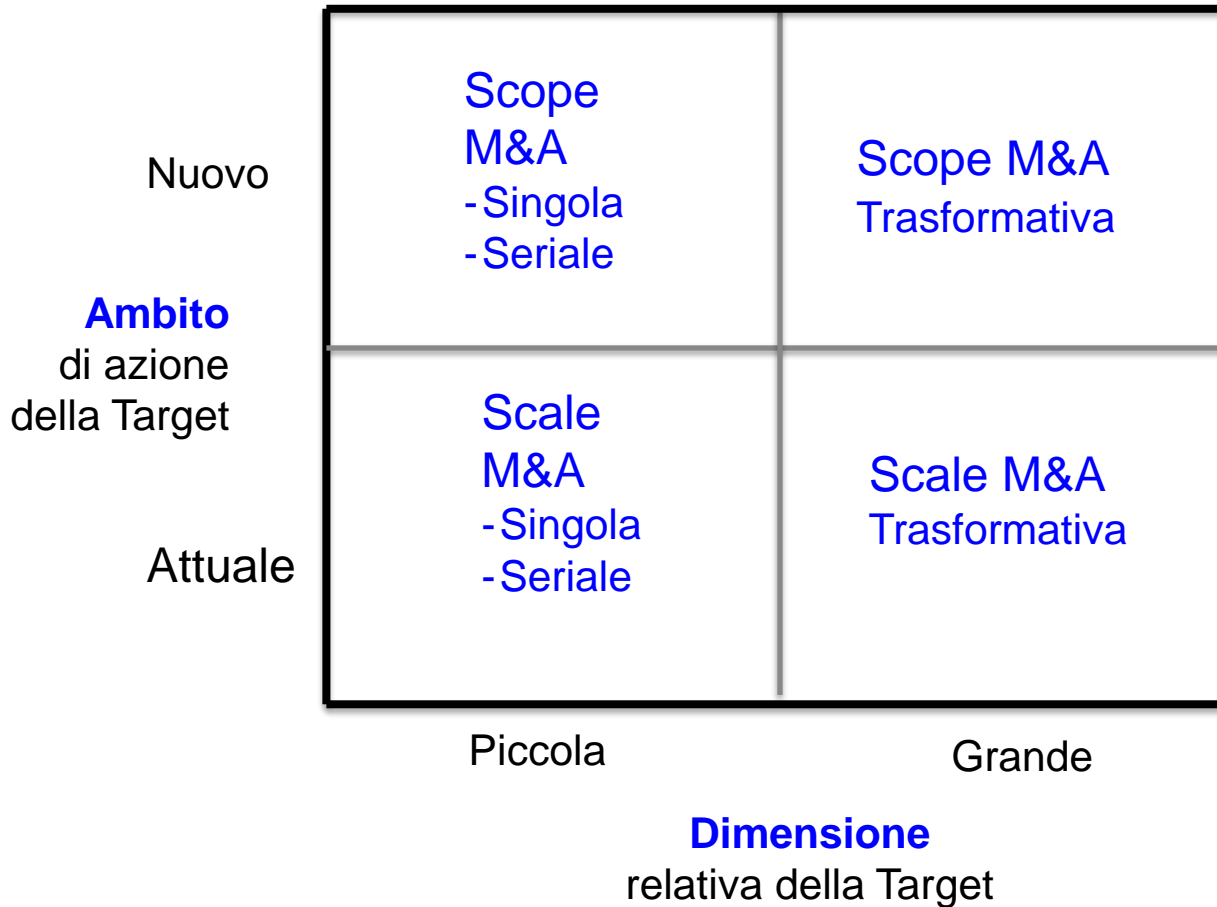 Nuovo
Scope
M&A
-Singola
-Seriale
Scope M&A
Trasformativa
Ambito
di azione
della Target
Attuale
Scale
M&A
-Singola
-Seriale
Scale M&A
Trasformativa
Piccola
Grande
Dimensione
relativa della Target